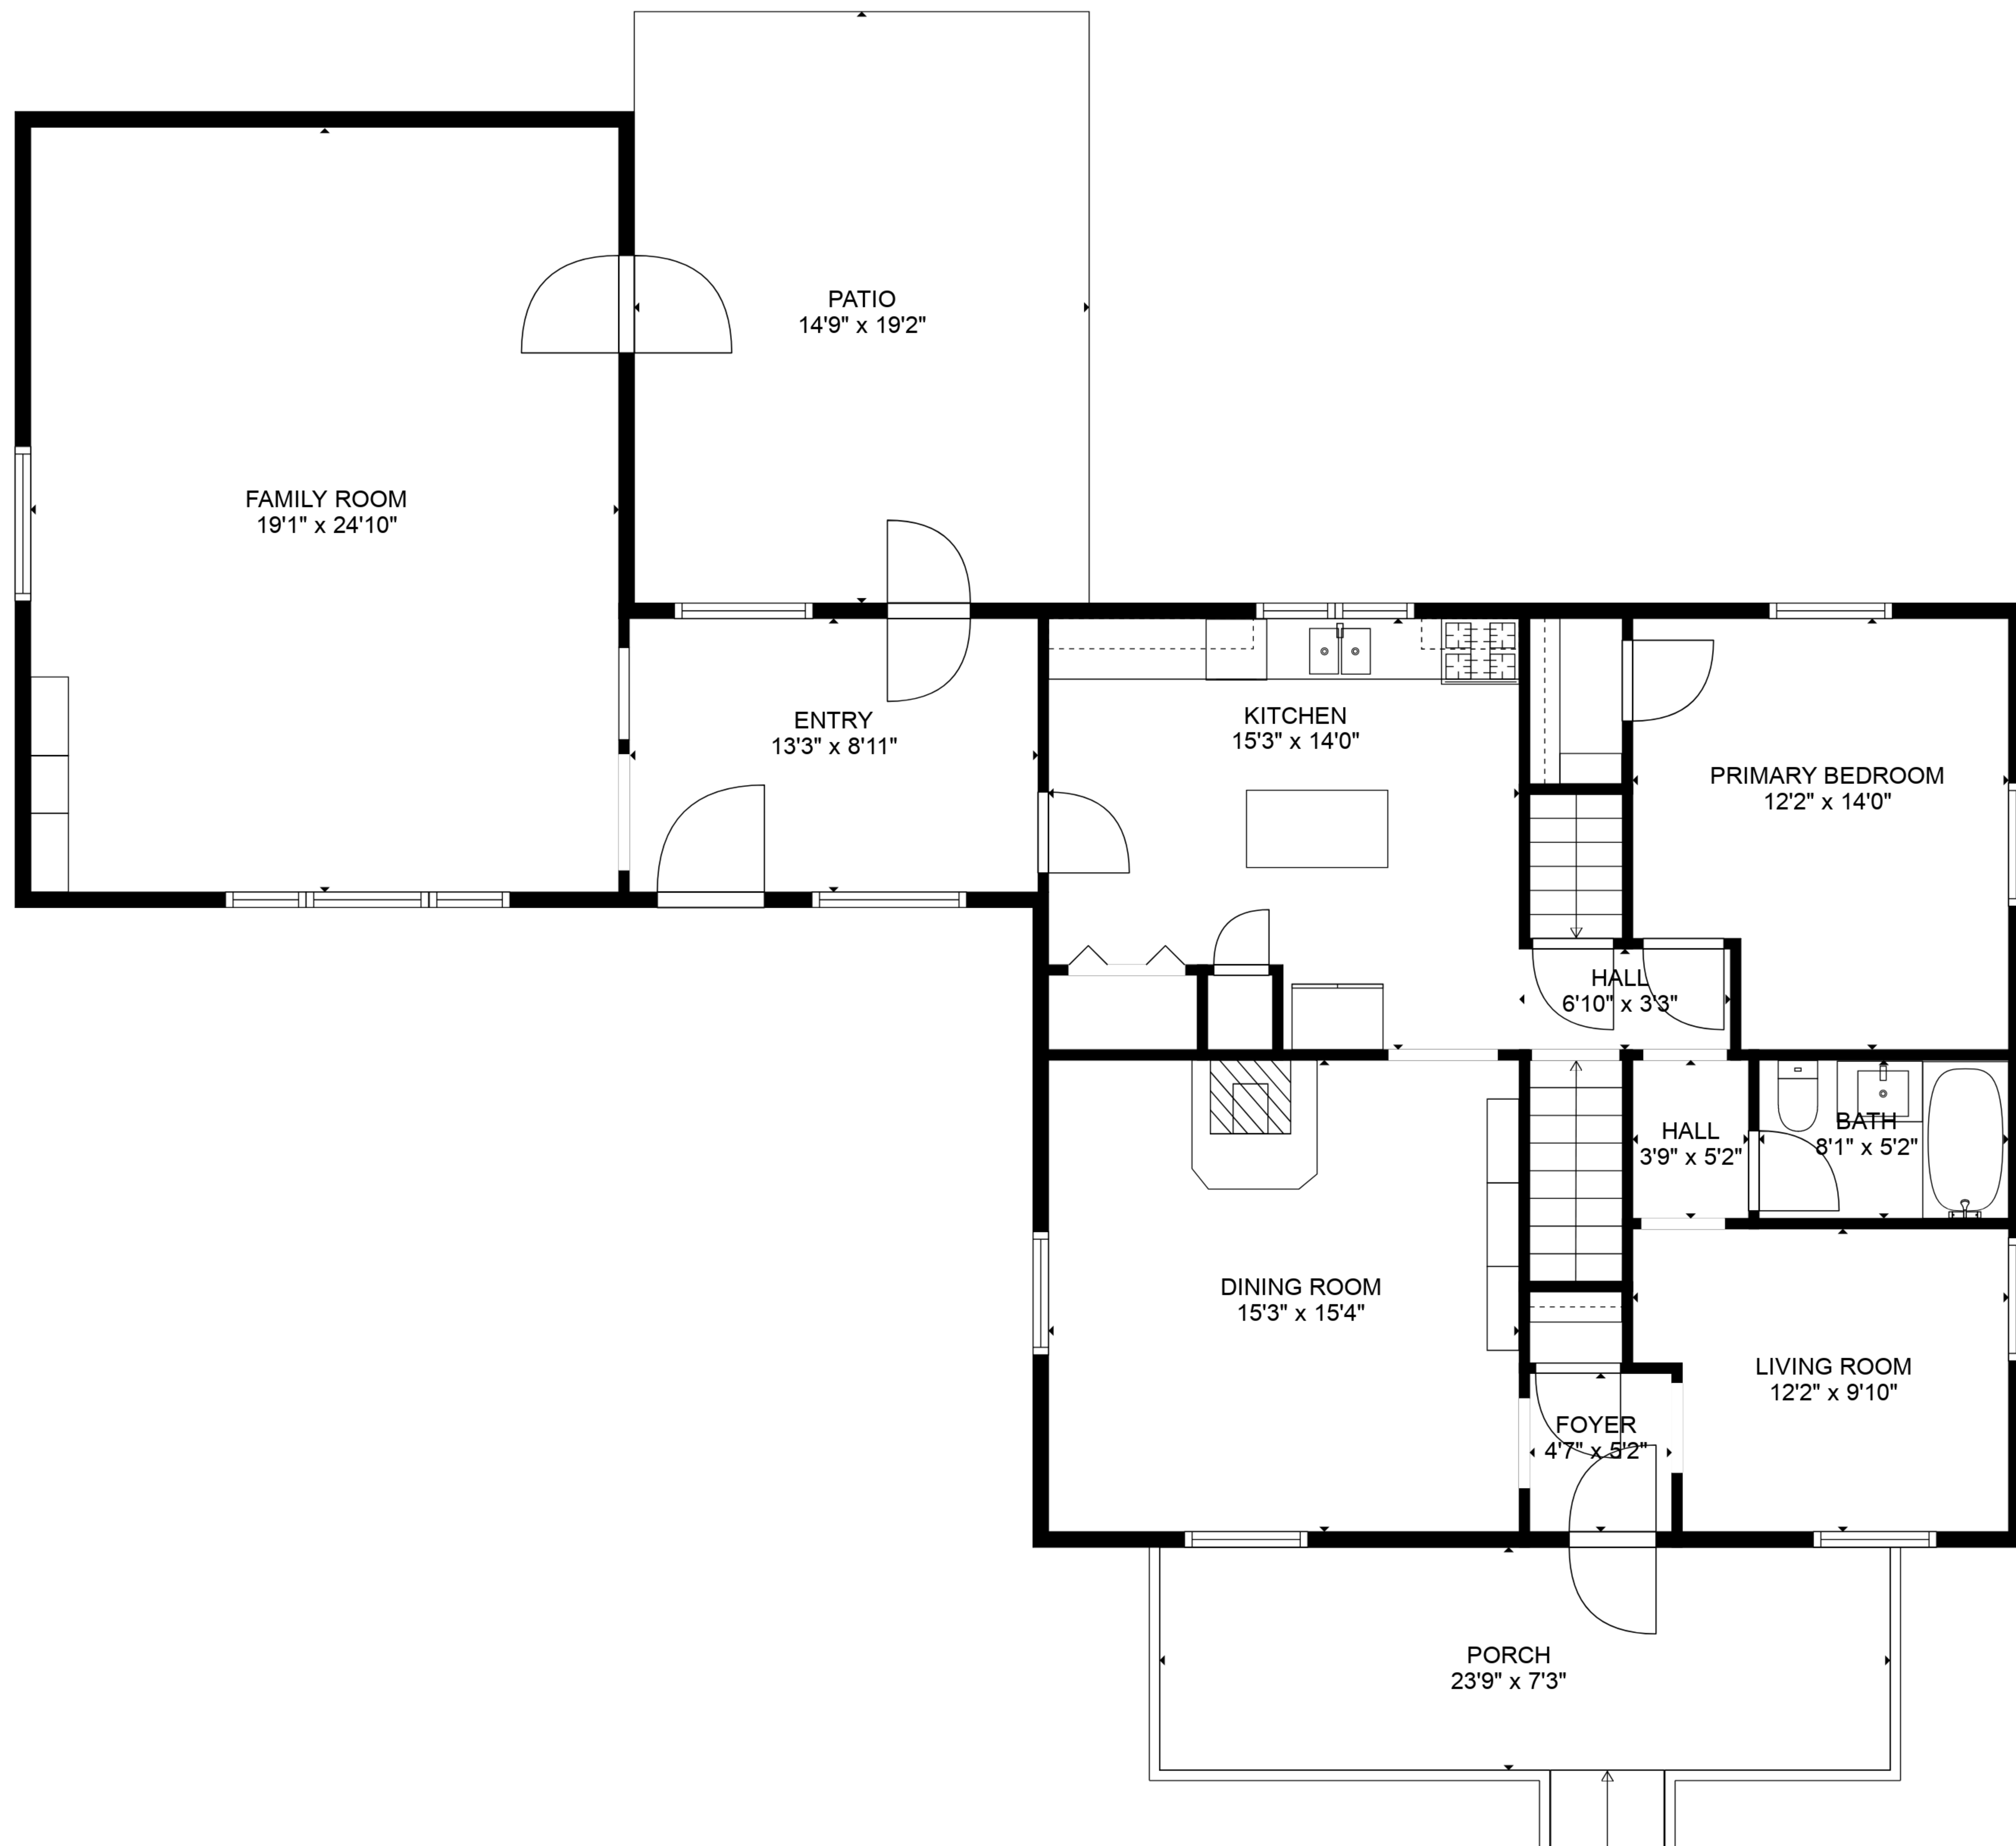 PATIO
14'9" x 19'2"
FAMILY ROOM
19'1" x 24'10"
ENTRY
13'3" x 8'11"
KITCHEN
15'3" x 14'0"
PRIMARY BEDROOM
12'2" x 14'0"
HALL
6'10" x 3'3"
HALL
3'9" x 5'2"
BATH
8'1" x 5'2"
DINING ROOM
15'3" x 15'4"
LIVING ROOM
12'2" x 9'10"
FOYER
4'7" x 5'2"
PORCH
23'9" x 7'3"